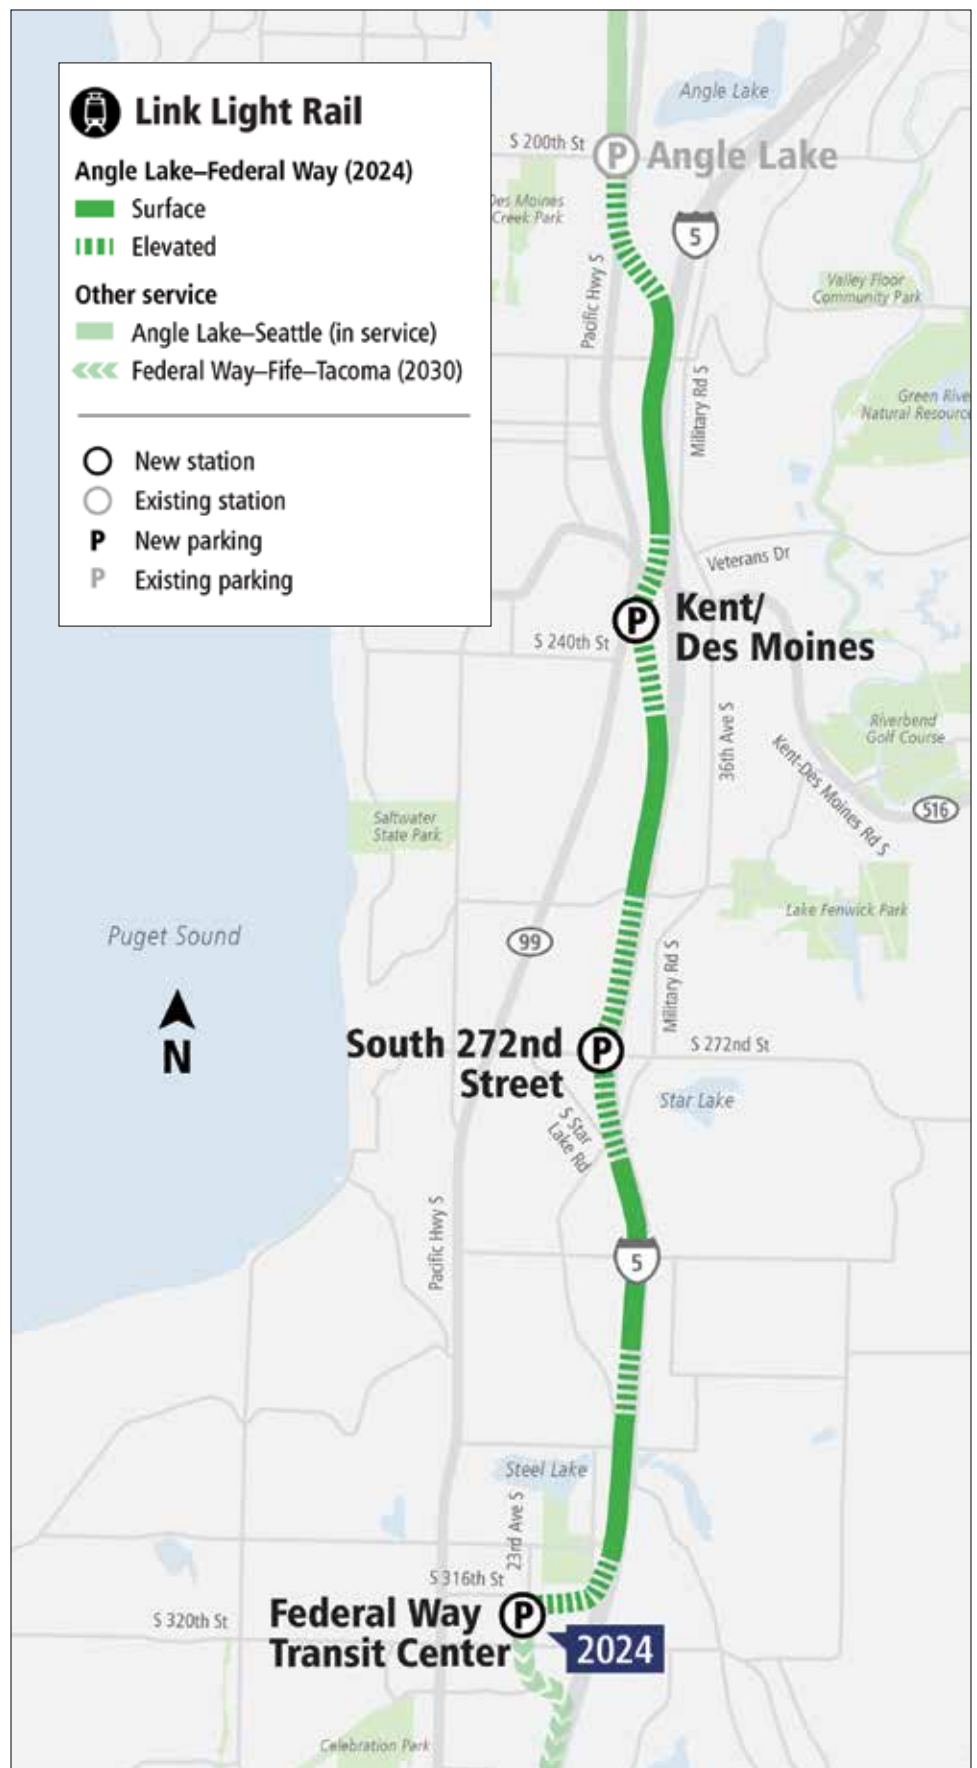 Link Light Rail
Angle Lake–Federal Way (2024)
Surface
Elevated
Other service
Angle Lake–Seattle (in service)
Federal Way–Fife–Tacoma (2030)
New station
Existing station
P New parking
P Existing parking
Angle Lake
S 200th St
P Angle Lake
Des Moines
Creek Park
5
Pacific Hwy S
Valley Floor
Community Park
Military Rd S
Green Rive
Natural Resourc
Veterans Dr
P Kent/
Des Moines
S 240th St
36th Ave S
Riverbend
Golf Course
Kent-Des Moines Rd S
516
Saltwater
State Park
Lake Fenwick Park
Puget Sound
99
Military Rd S
N
South 272nd
Street
P
S 272nd St
Star Lake
S Star
Lake Rd
Pacific Hwy S
5
Steel Lake
23rd Ave S
S 316th St
S 320th St
Federal Way
Transit Center
P
2024
Celebration Park